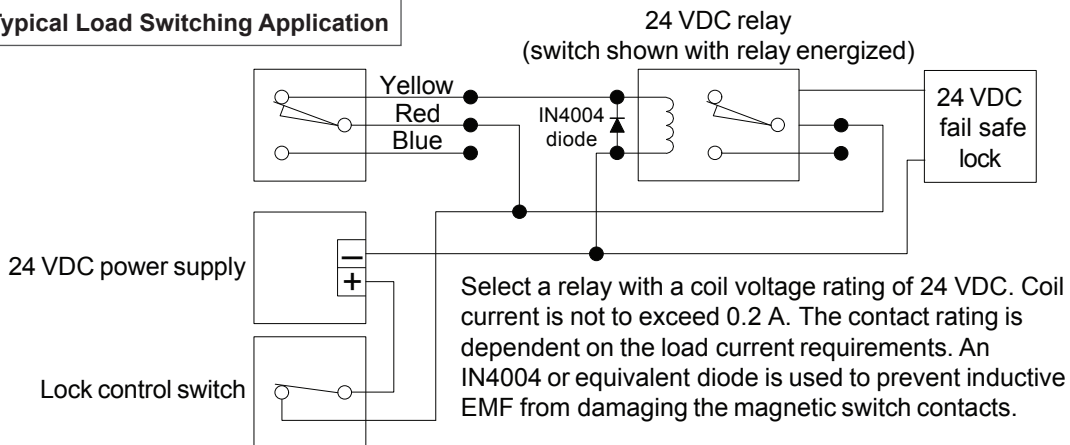 Typical Load Switching Application
24 VDC relay
(switch shown with relay energized)
Yellow
Red
Blue
IN4004
diode
24 VDC
fail safe
lock
24 VDC power supply
—
+
Lock control switch
Select a relay with a coil voltage rating of 24 VDC. Coil
current is not to exceed 0.2 A. The contact rating is
dependent on the load current requirements. An
IN4004 or equivalent diode is used to prevent inductive
EMF from damaging the magnetic switch contacts.